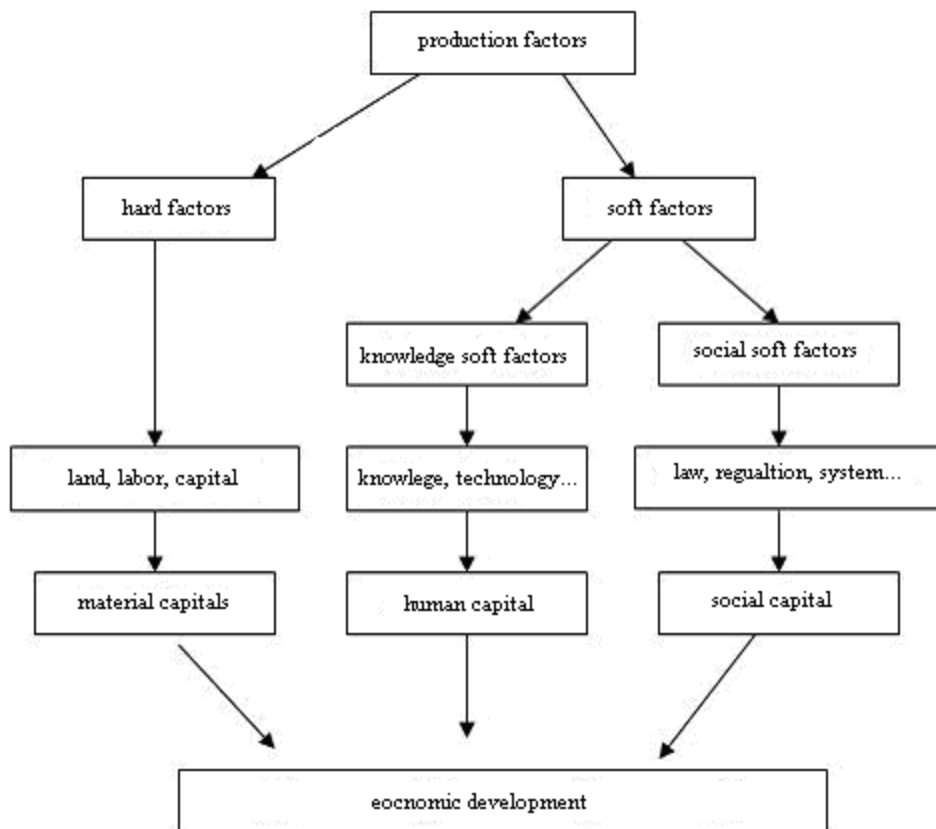 production factors
hard factors
soft factors
knowledge soft factors
social soft factors
land, labor, capital
knowlege, technology...
law, regualtion, system...
material capitals
human capital
social capital
eocnomic development